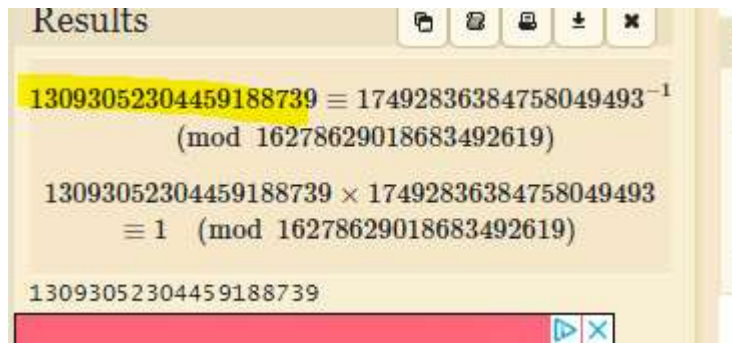 Results
13093052304459188739 ≡ 17492836384758049493⁻¹
(mod 16278629018683492619)
13093052304459188739 × 17492836384758049493
≡ 1 (mod 16278629018683492619)
13093052304459188739